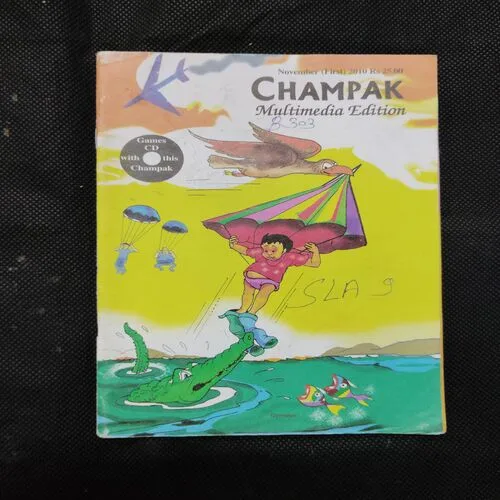 November (First) 2010 Rs 25.00
CHAMPAK
Multimedia Edition
8303
Games
CD
with this
Champak
SLA 9